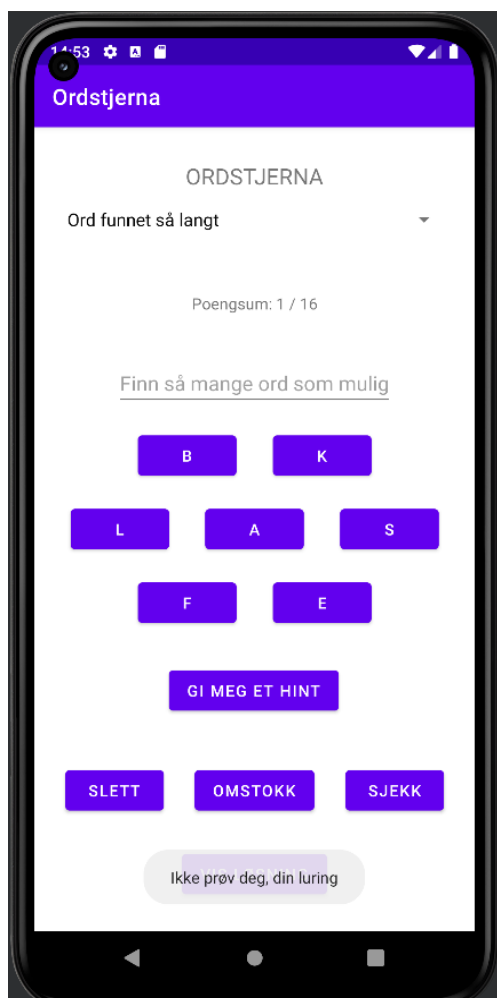 14:53
Ordstjerna
ORDSTJERNA
Ord funnet så langt
Poengsum: 1 / 16
Finn så mange ord som mulig
B K
L A S
F E
GI MEG ET HINT
SLETT OMSTOKK SJEKK
Ikke prøv deg, din luring